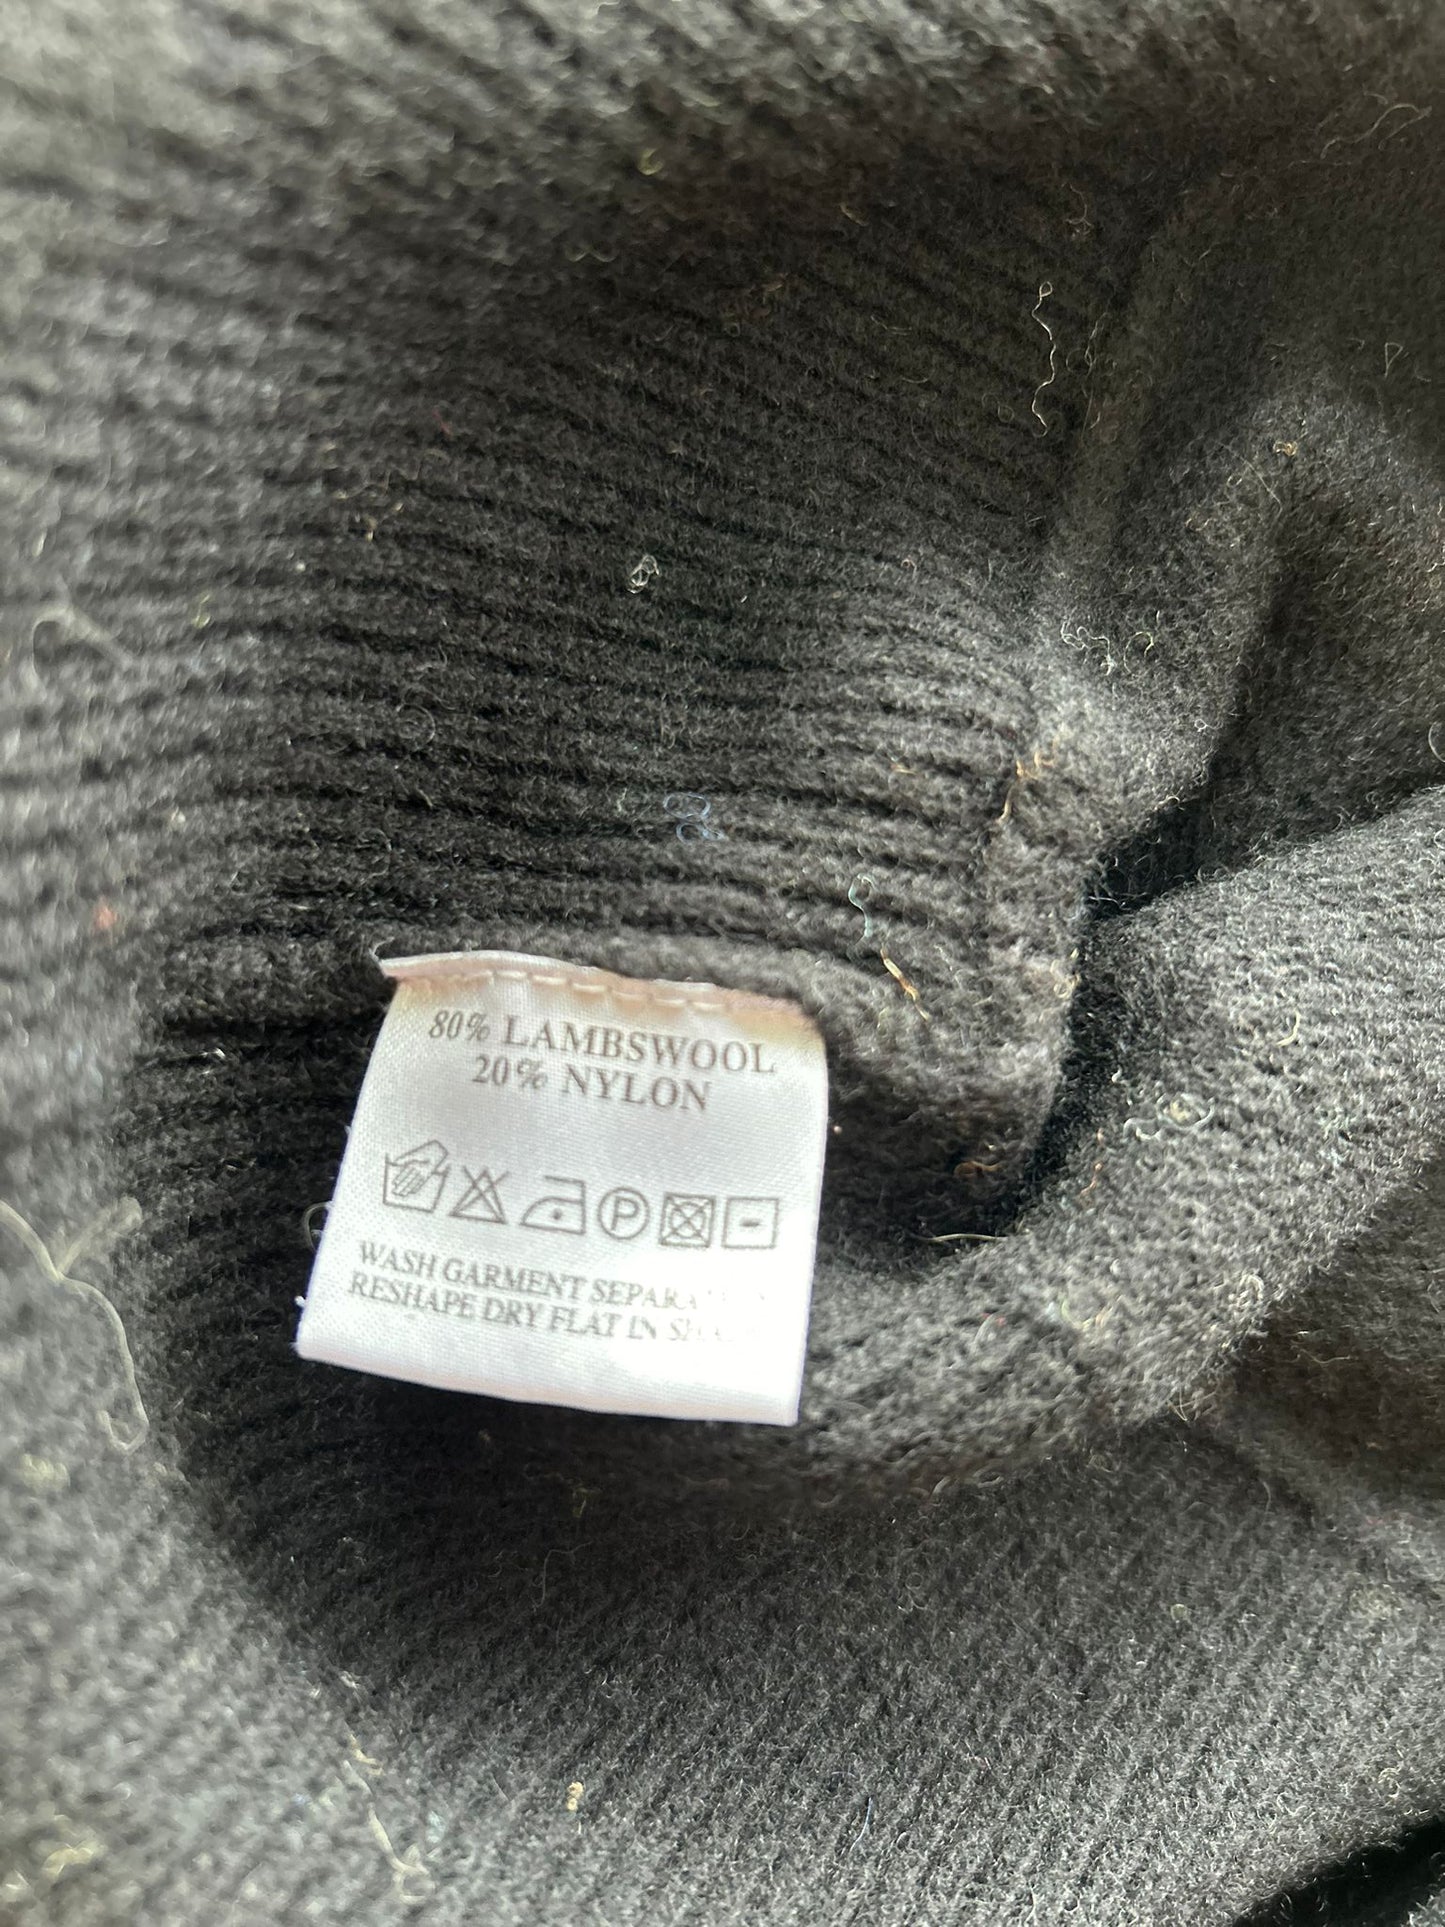 80% LAMBSWOOL
20% NYLON
P
WASH GARMENT
RESHAPE DRY FLAT IN